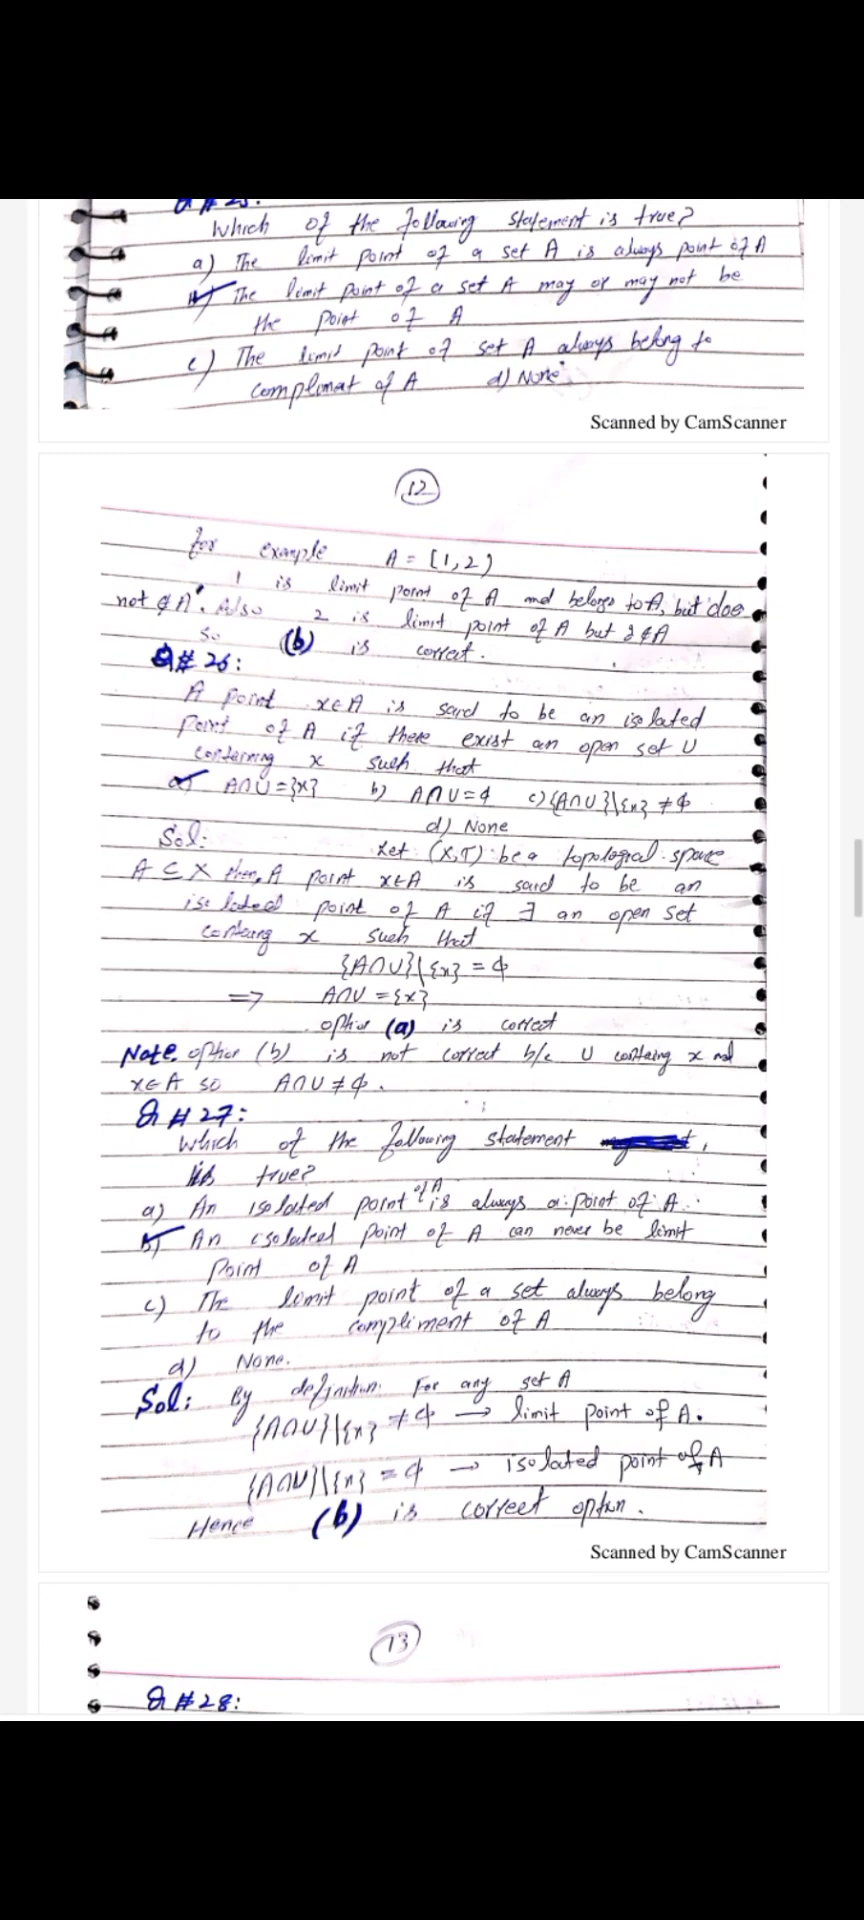 Q # 25:
Which of the following statement is true?
a) The limit point of a set A is always point of A
The limit point of a set A may or may not be
the point of A
c) The limit point of set A always belong to
complimat of A d) None
Scanned by CamScanner
12
for example A = [1,2)
1 is limit point of A and belongs to A, but doe
not ∉ A'. Also 2 is limit point of A but 2 ∉ A
so (b) is correct.
Q# 26:
A point x∈A is said to be an isolated
point of A if there exist an open set U
containing x such that
a) A∩U={x} b) A∩U=ϕ c) {A∩U}\{x} ≠ ϕ
d) None
Sol: Let (X,T) be a topological space
A ⊆ X then, A point x∈A is said to be an
isolated point of A if ∃ an open set
containg x such that
{A∩U}\{x} = ϕ
⇒ A∩U = {x}
option (a) is correct
Note option (b) is not correct b/c U containg x and
x∈A so A∩U ≠ ϕ.
Q # 27:
Which of the following statement
is true?
a) An isolated point of A is always a point of A.
b) An isolated point of A can never be limit
point of A
c) The limit point of a set always belong
to the compliment of A
d) None.
Sol: By definition For any set A
{A∩U}\{x} ≠ ϕ → limit point of A.
{A∩U}\{x} = ϕ → isolated point of A
Hence (b) is correct option.
Scanned by CamScanner
13
Q # 28: